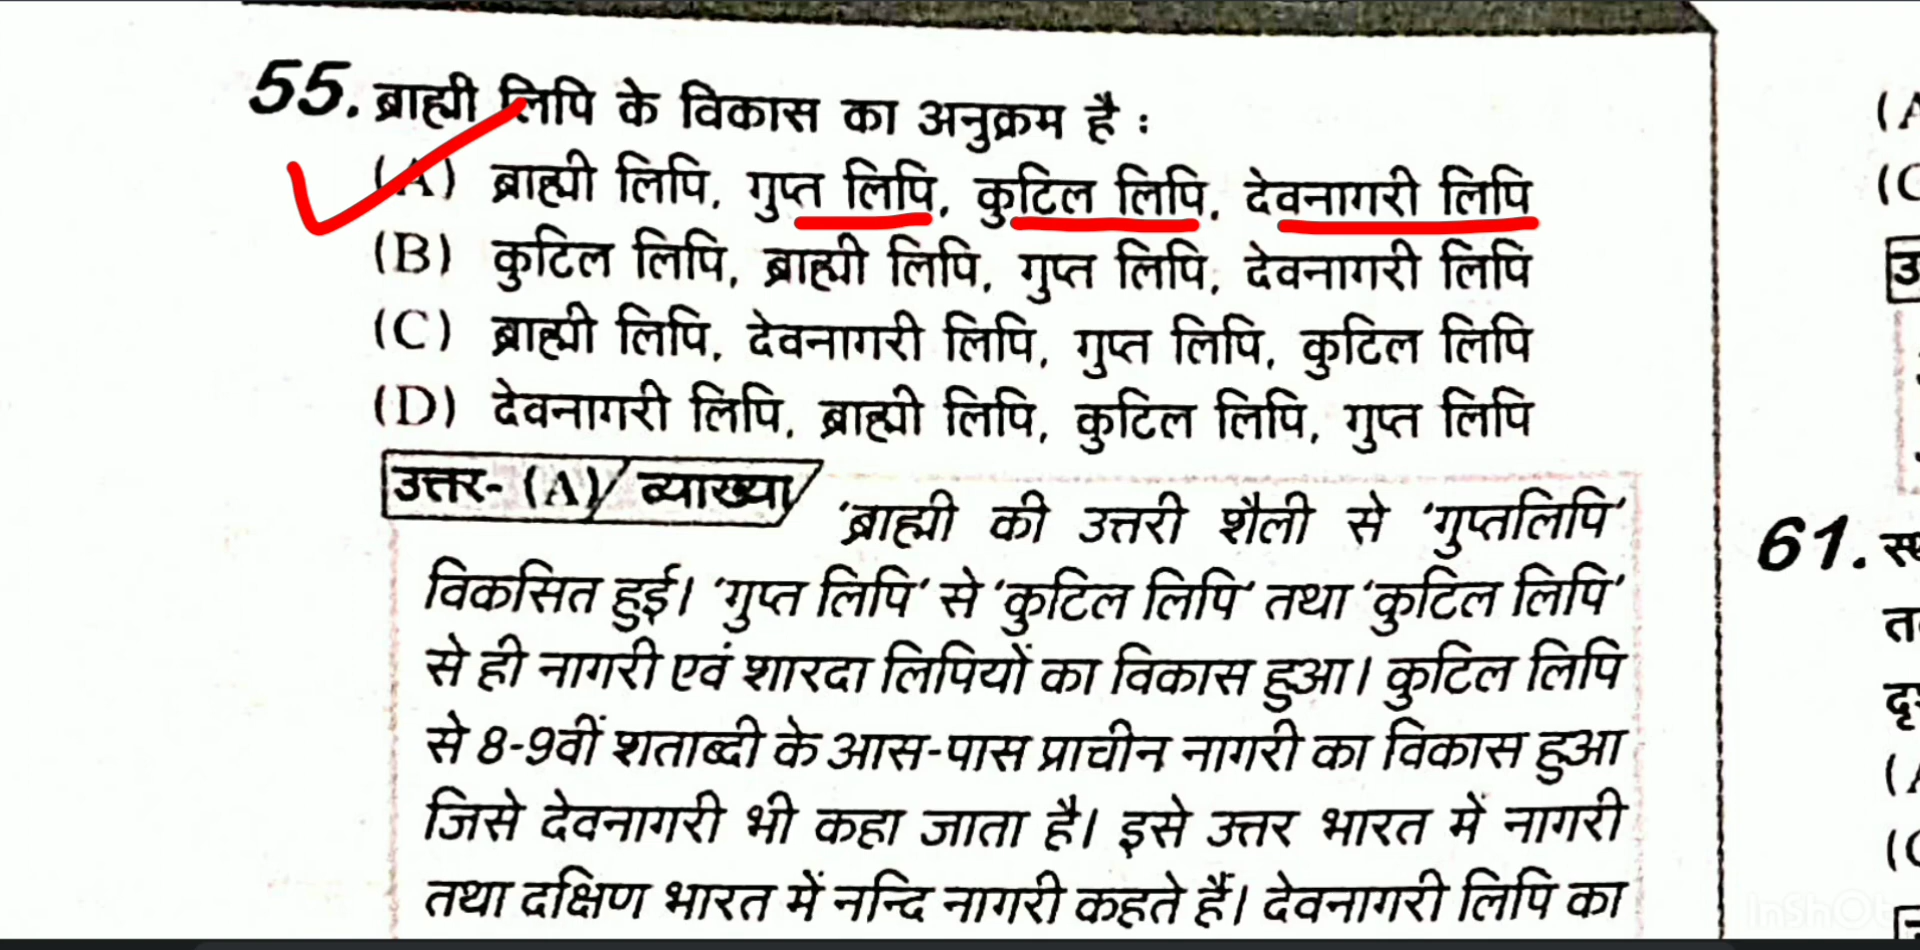 55. ब्राह्मी लिपि के विकास का अनुक्रम है :
(A) ब्राह्मी लिपि, गुप्त लिपि, कुटिल लिपि, देवनागरी लिपि
(B) कुटिल लिपि, ब्राह्मी लिपि, गुप्त लिपि, देवनागरी लिपि
(C) ब्राह्मी लिपि, देवनागरी लिपि, गुप्त लिपि, कुटिल लिपि
(D) देवनागरी लिपि, ब्राह्मी लिपि, कुटिल लिपि, गुप्त लिपि
उत्तर- (A) व्याख्या 'ब्राह्मी की उत्तरी शैली से 'गुप्तलिपि'
विकसित हुई। 'गुप्त लिपि' से 'कुटिल लिपि' तथा 'कुटिल लिपि'
से ही नागरी एवं शारदा लिपियों का विकास हुआ। कुटिल लिपि
से 8-9वीं शताब्दी के आस-पास प्राचीन नागरी का विकास हुआ
जिसे देवनागरी भी कहा जाता है। इसे उत्तर भारत में नागरी
तथा दक्षिण भारत में नन्दि नागरी कहते हैं। देवनागरी लिपि का
61.
InShOt